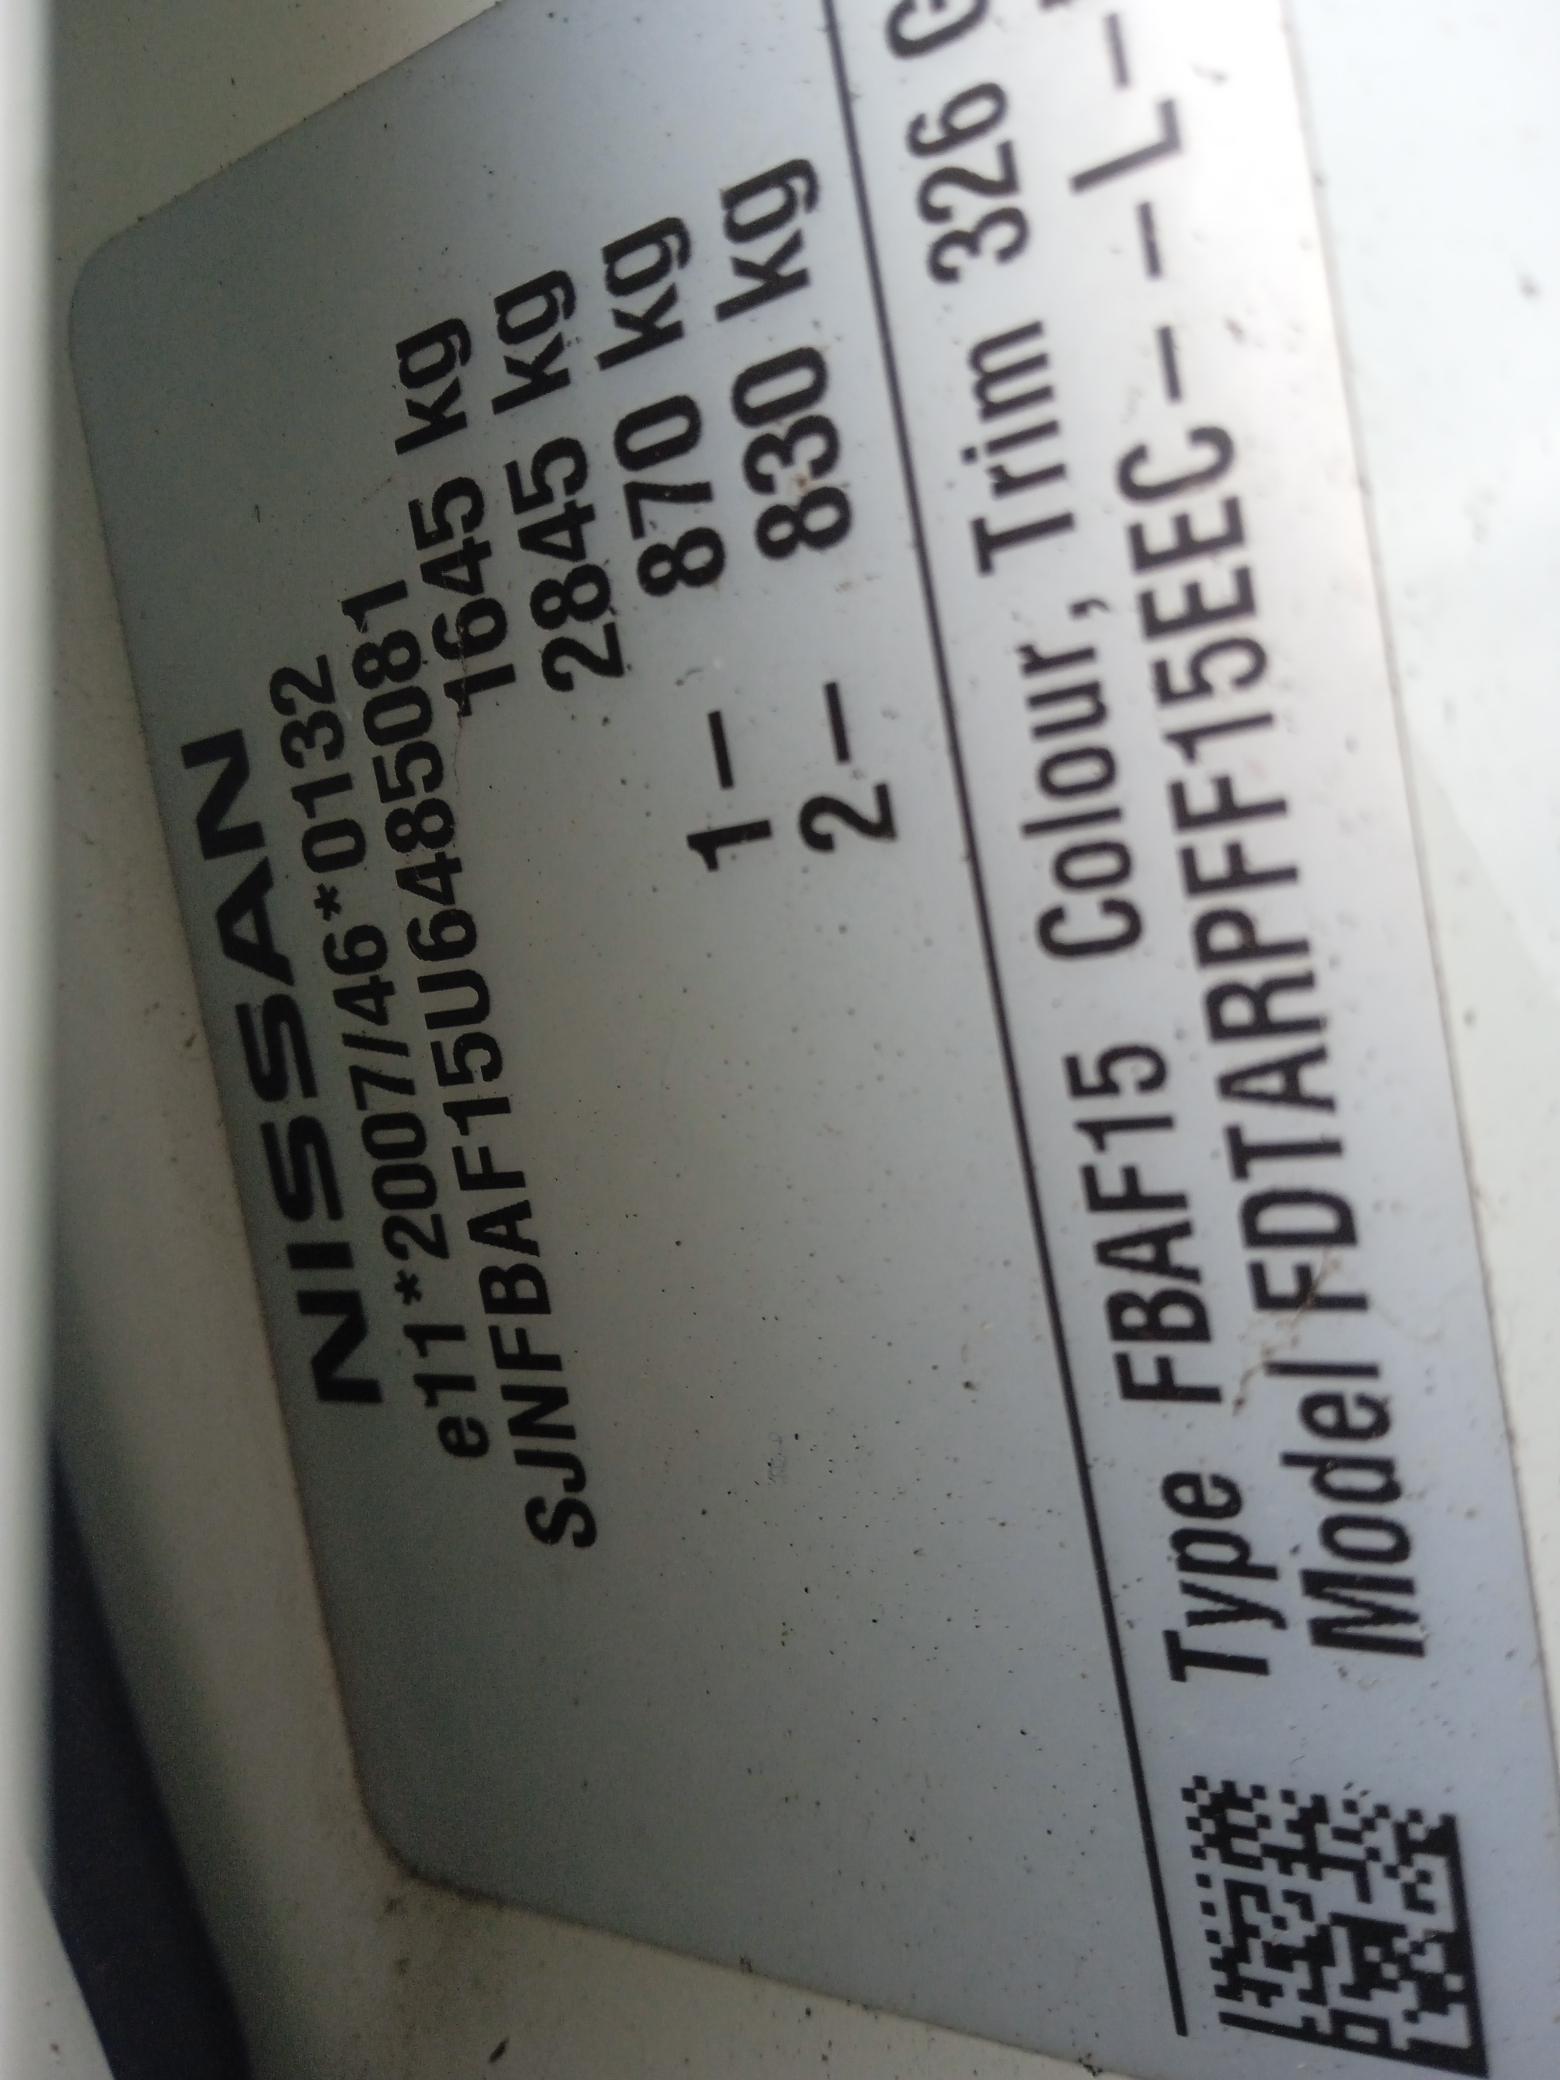 NISSAN
e11*2007/46*0132
SJNFBAF15U6485081
1645 kg
2845 kg
1— 870 kg
2— 830 kg
Type FBAF15 Colour, Trim 326 G
Model FDTARPFF15EEC---L-